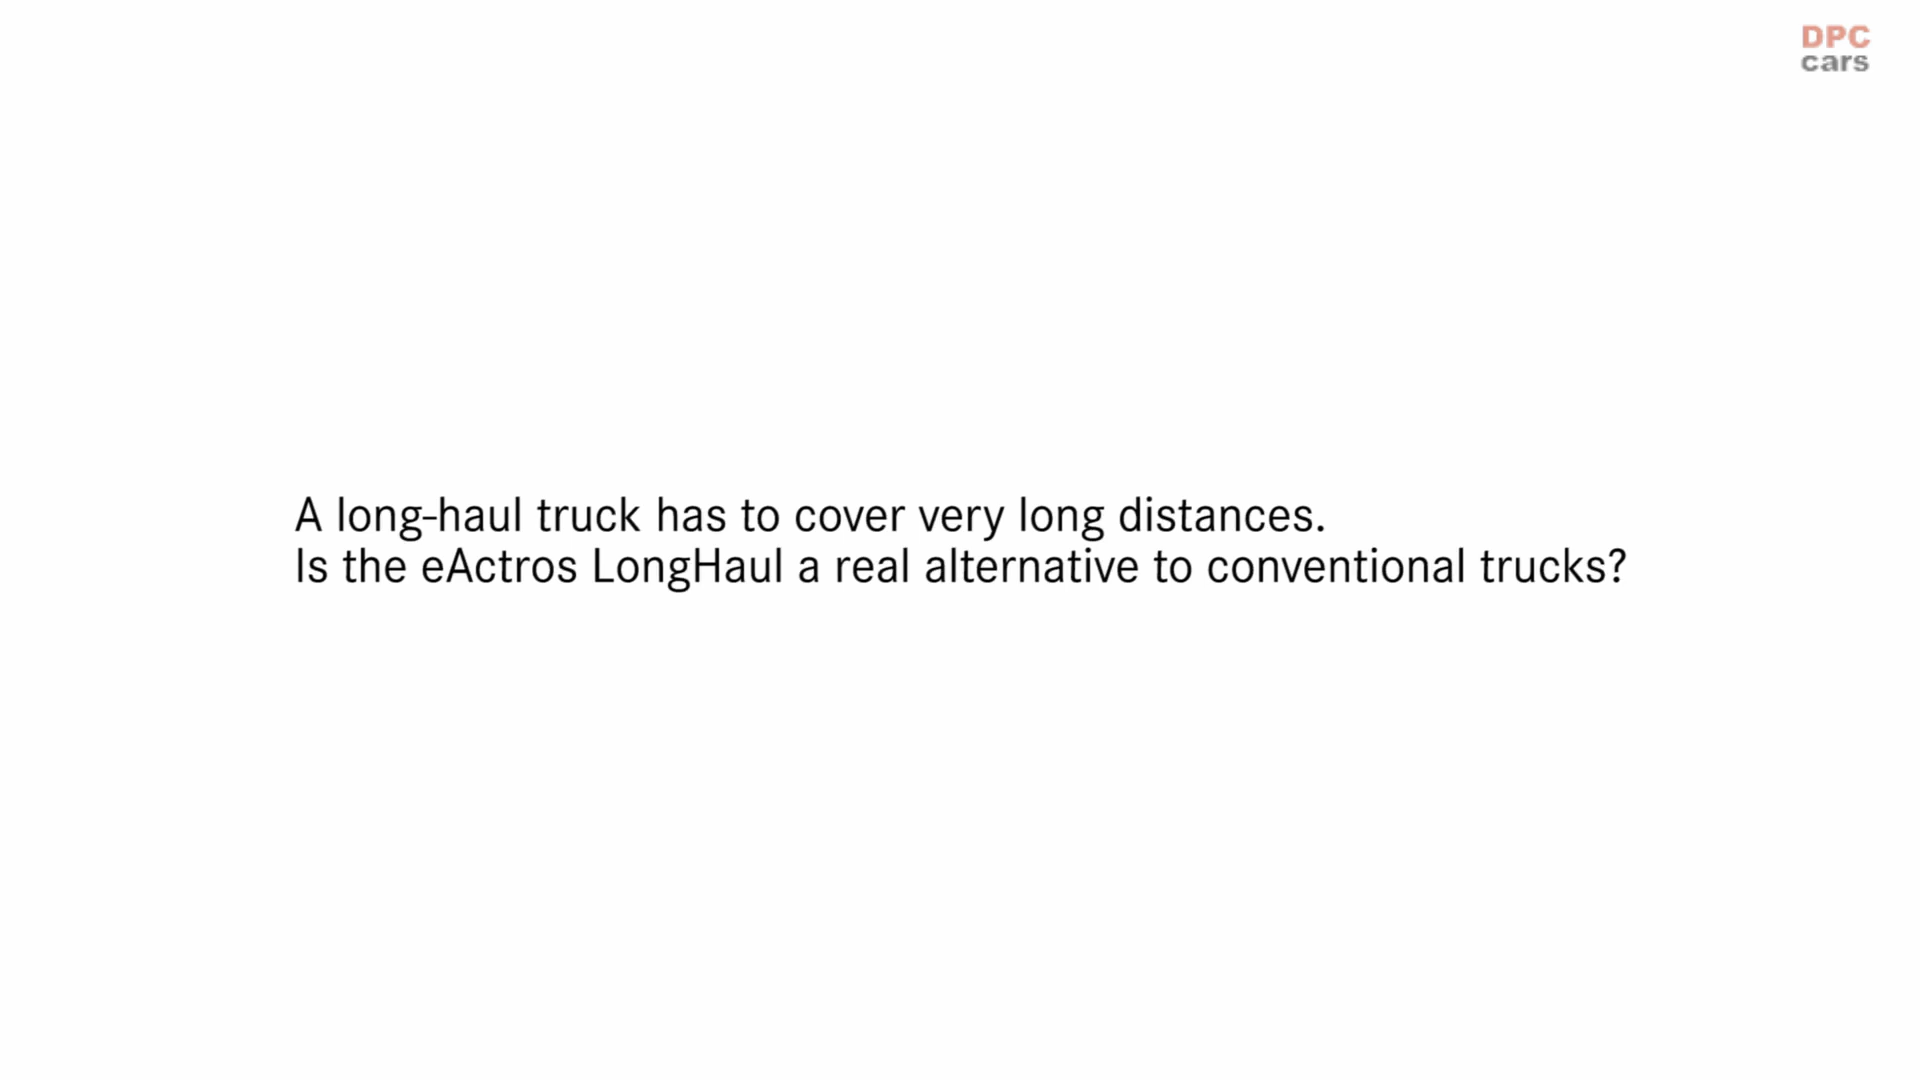 DPC
cars
A long-haul truck has to cover very long distances.
Is the eActros LongHaul a real alternative to conventional trucks?